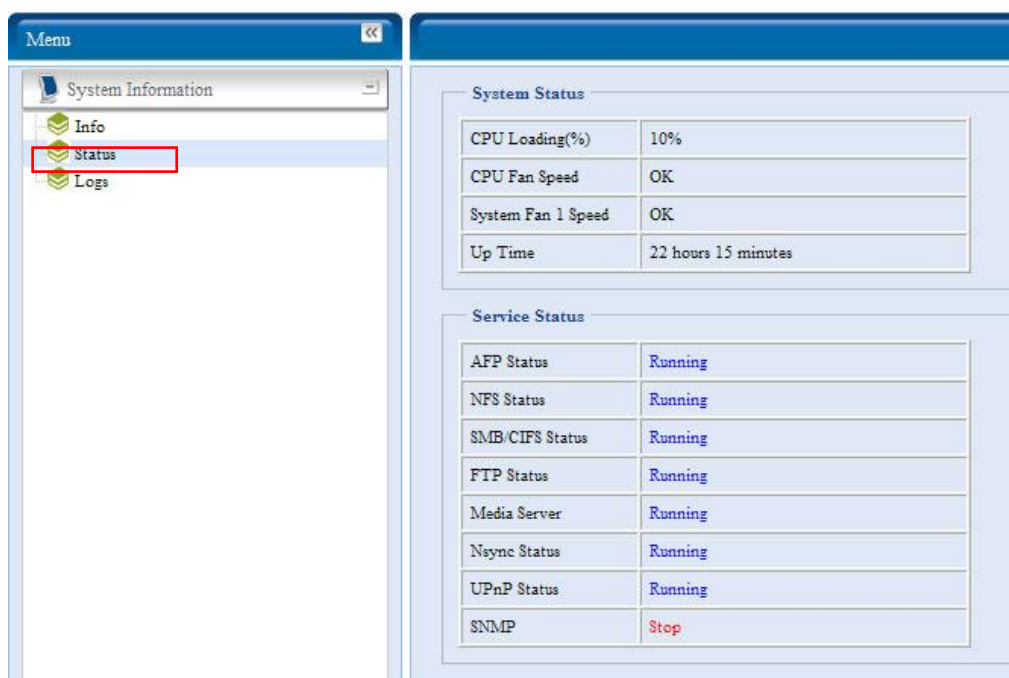 Menu
System Information
Info
Status
Logs
System Status
CPU Loading(%) 10%
CPU Fan Speed OK
System Fan 1 Speed OK
Up Time 22 hours 15 minutes
Service Status
AFP Status Running
NFS Status Running
SMB/CIFS Status Running
FTP Status Running
Media Server Running
Nsync Status Running
UPnP Status Running
SNMP Stop